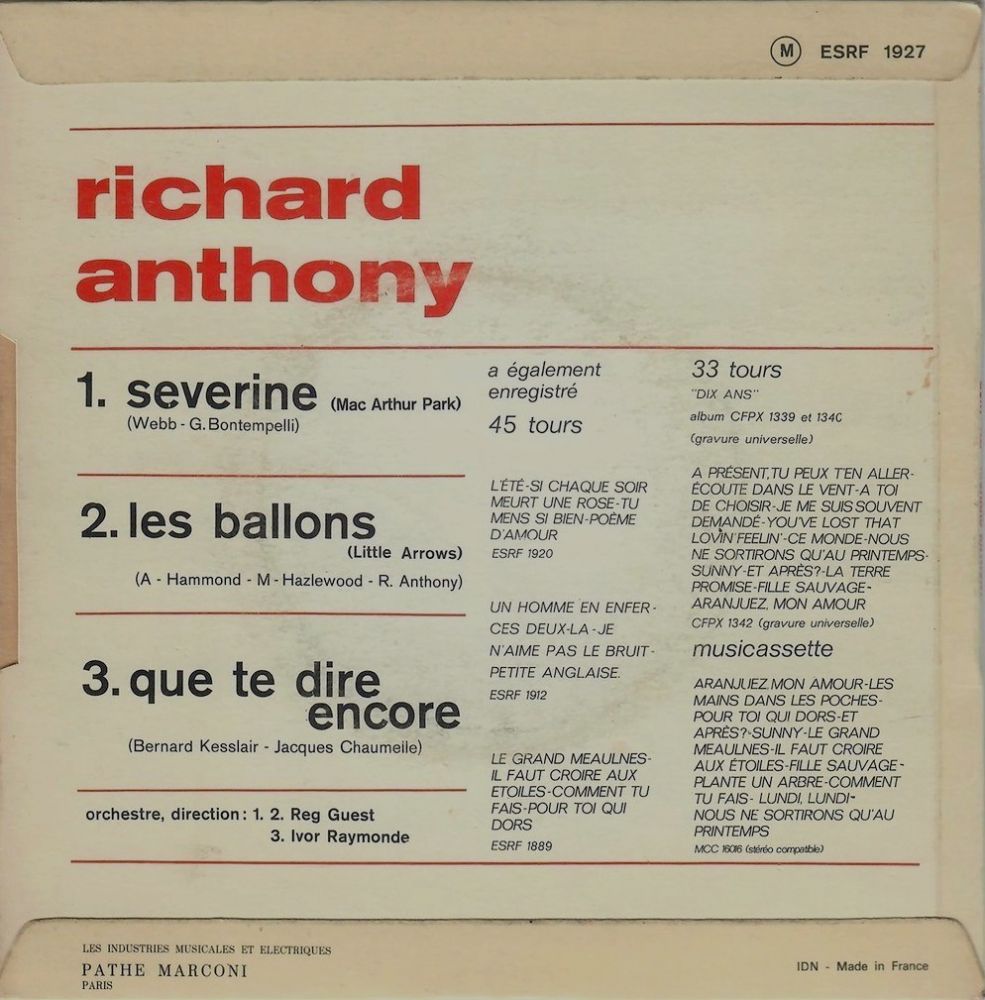 M ESRF 1927
richard
anthony
1. severine (Mac Arthur Park)
(Webb - G. Bontempelli)
2. les ballons
(Little Arrows)
(A - Hammond - M - Hazlewood - R. Anthony)
3. que te dire
encore
(Bernard Kesslair - Jacques Chaumelle)
orchestre, direction : 1. 2. Reg Guest
3. Ivor Raymonde
a également
enregistré
45 tours
L'ÉTÉ-SI CHAQUE SOIR
MEURT UNE ROSE-TU
MENS SI BIEN-POÈME
D'AMOUR
ESRF 1920
UN HOMME EN ENFER-
CES DEUX-LA-JE
N'AIME PAS LE BRUIT-
PETITE ANGLAISE.
ESRF 1912
LE GRAND MEAULNES-
IL FAUT CROIRE AUX
ETOILES-COMMENT TU
FAIS-POUR TOI QUI
DORS
ESRF 1889
33 tours
"DIX ANS"
album CFPX 1339 et 1340
(gravure universelle)
A PRÉSENT,TU PEUX T'EN ALLER-
ÉCOUTE DANS LE VENT-A TOI
DE CHOISIR-JE ME SUIS SOUVENT
DEMANDÉ-YOU'VE LOST THAT
LOVIN'FEELIN'-CE MONDE-NOUS
NE SORTIRONS QU'AU PRINTEMPS-
SUNNY-ET APRÈS?-LA TERRE
PROMISE-FILLE SAUVAGE-
ARANJUEZ, MON AMOUR
CFPX 1342 (gravure universelle)
musicassette
ARANJUEZ, MON AMOUR-LES
MAINS DANS LES POCHES-
POUR TOI QUI DORS-ET
APRÈS?-SUNNY-LE GRAND
MEAULNES-IL FAUT CROIRE
AUX ÉTOILES-FILLE SAUVAGE-
PLANTE UN ARBRE-COMMENT
TU FAIS- LUNDI, LUNDI-
NOUS NE SORTIRONS QU'AU
PRINTEMPS
MCC 16016 (stéréo compatible)
LES INDUSTRIES MUSICALES ET ELECTRIQUES
PATHE MARCONI
PARIS
IDN - Made in France